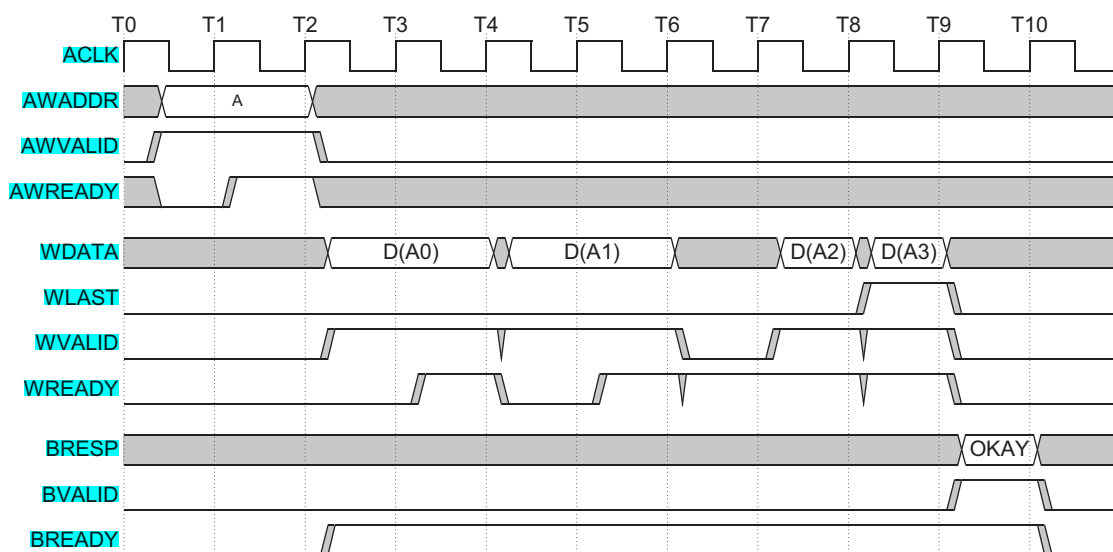 T0 T1 T2 T3 T4 T5 T6 T7 T8 T9 T10
ACLK
AWADDR A
AWVALID
AWREADY
WDATA D(A0) D(A1) D(A2) D(A3)
WLAST
WVALID
WREADY
BRESP OKAY
BVALID
BREADY